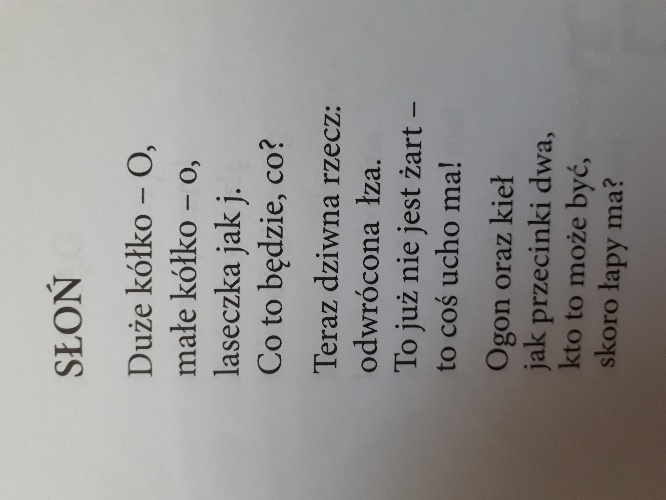 SŁOŃ
Duże kółko – O,
małe kółko – o,
laseczka jak j.
Co to będzie, co?
Teraz dziwna rzecz:
odwrócona łza.
To już nie jest żart –
to coś ucho ma!
Ogon oraz kieł
jak przecinki dwa,
kto to może być,
skoro łapy ma?